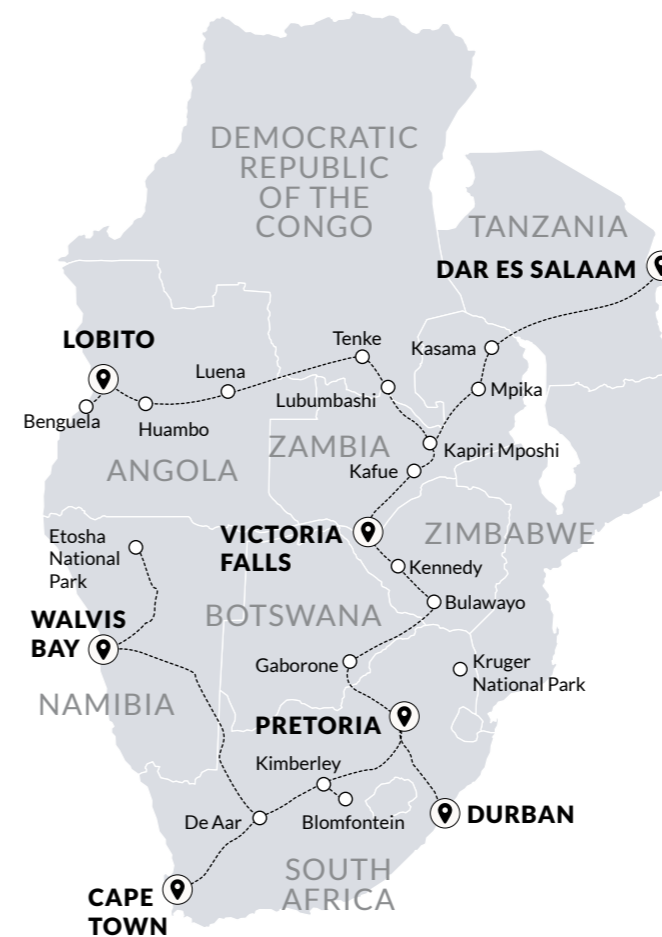 DEMOCRATIC
REPUBLIC
OF THE
CONGO
TANZANIA
DAR ES SALAAM
LOBITO
Tenke
Kasama
Luena
Lubumbashi
Mpika
Benguela
Huambo
ZAMBIA
Kapiri Mposhi
ANGOLA
Kafue
Etosha
National
Park
VICTORIA
FALLS
ZIMBABWE
Kennedy
BOTSWANA
Bulawayo
WALVIS
BAY
Gaborone
Kruger
National Park
NAMIBIA
PRETORIA
Kimberley
De Aar
Blomfontein
DURBAN
SOUTH
AFRICA
CAPE
TOWN